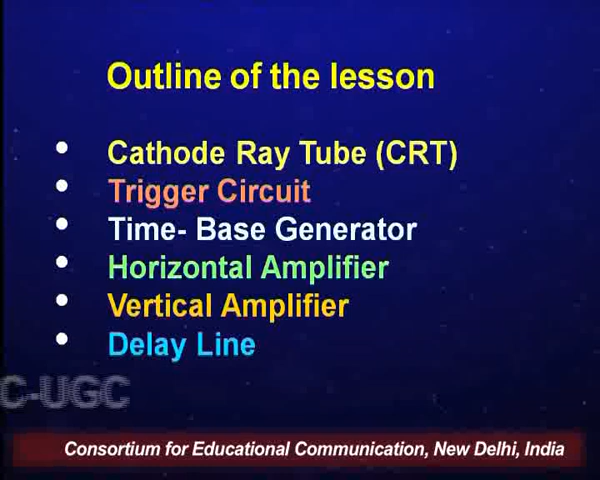 Outline of the lesson
• Cathode Ray Tube (CRT)
• Trigger Circuit
• Time- Base Generator
• Horizontal Amplifier
• Vertical Amplifier
• Delay Line
C-UGC
Consortium for Educational Communication, New Delhi, India